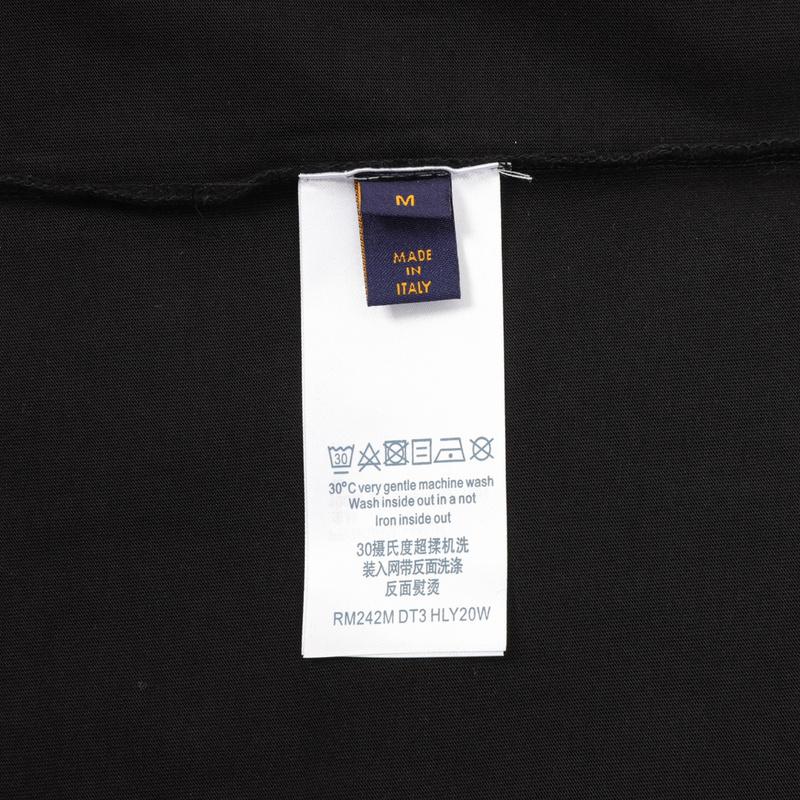 M
MADE
IN
ITALY
30
30°C very gentle machine wash
Wash inside out in a not
Iron inside out
30摄氏度超揉机洗
装入网带反面洗涤
反面熨烫
RM242M DT3 HLY20W